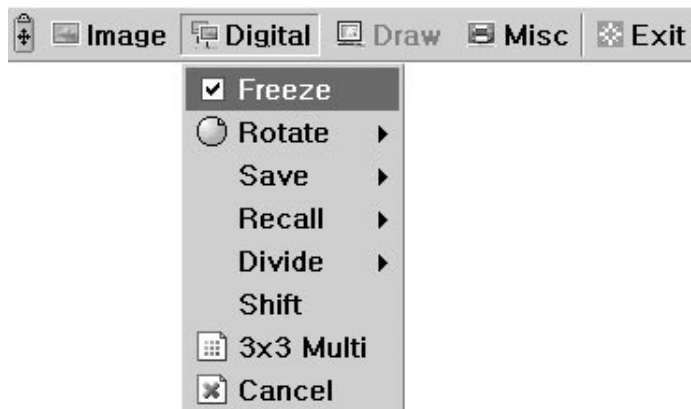 Image Digital Draw Misc Exit
Freeze
Rotate
Save
Recall
Divide
Shift
3x3 Multi
Cancel